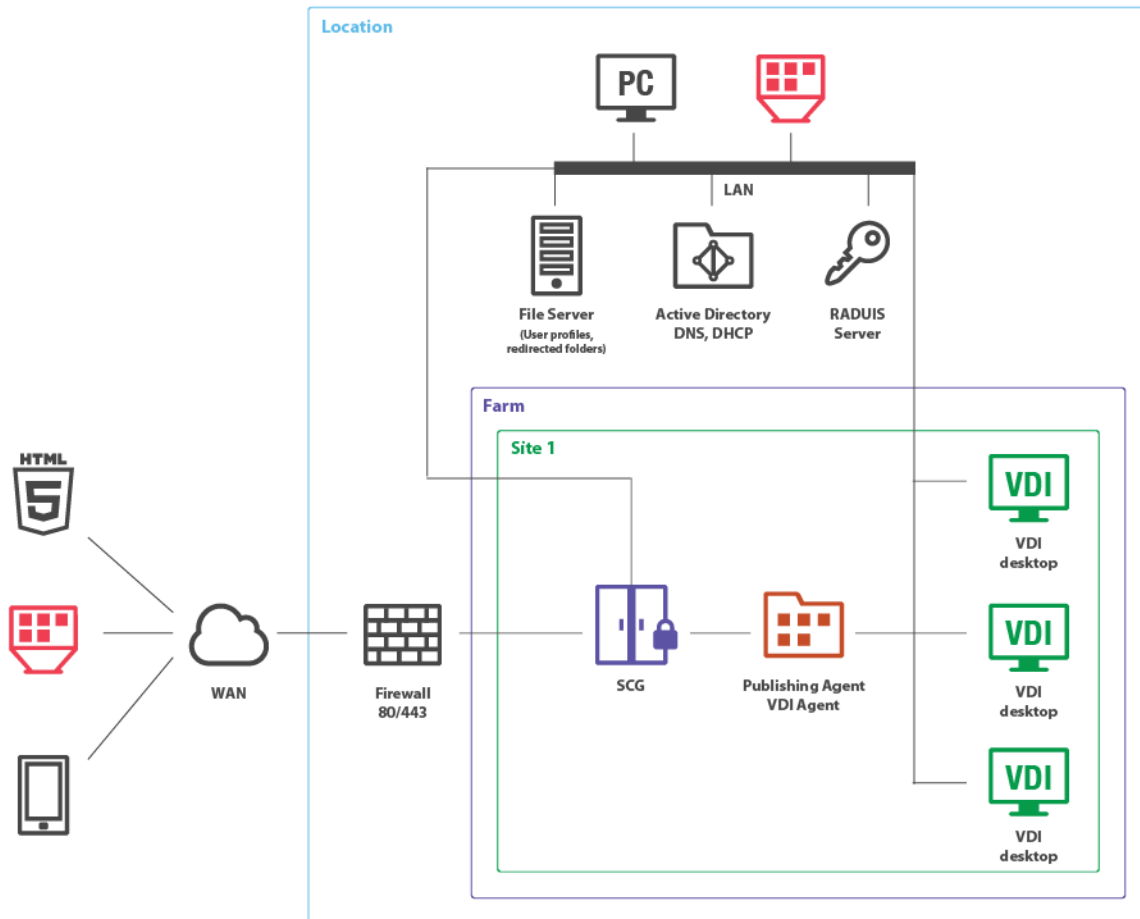 Location
PC
LAN
File Server
(User profiles,
redirected folders)
Active Directory
DNS, DHCP
RADUIS
Server
Farm
Site 1
HTML
5
WAN
Firewall
80/443
SCG
Publishing Agent
VDI Agent
VDI
VDI
desktop
VDI
VDI
desktop
VDI
VDI
desktop